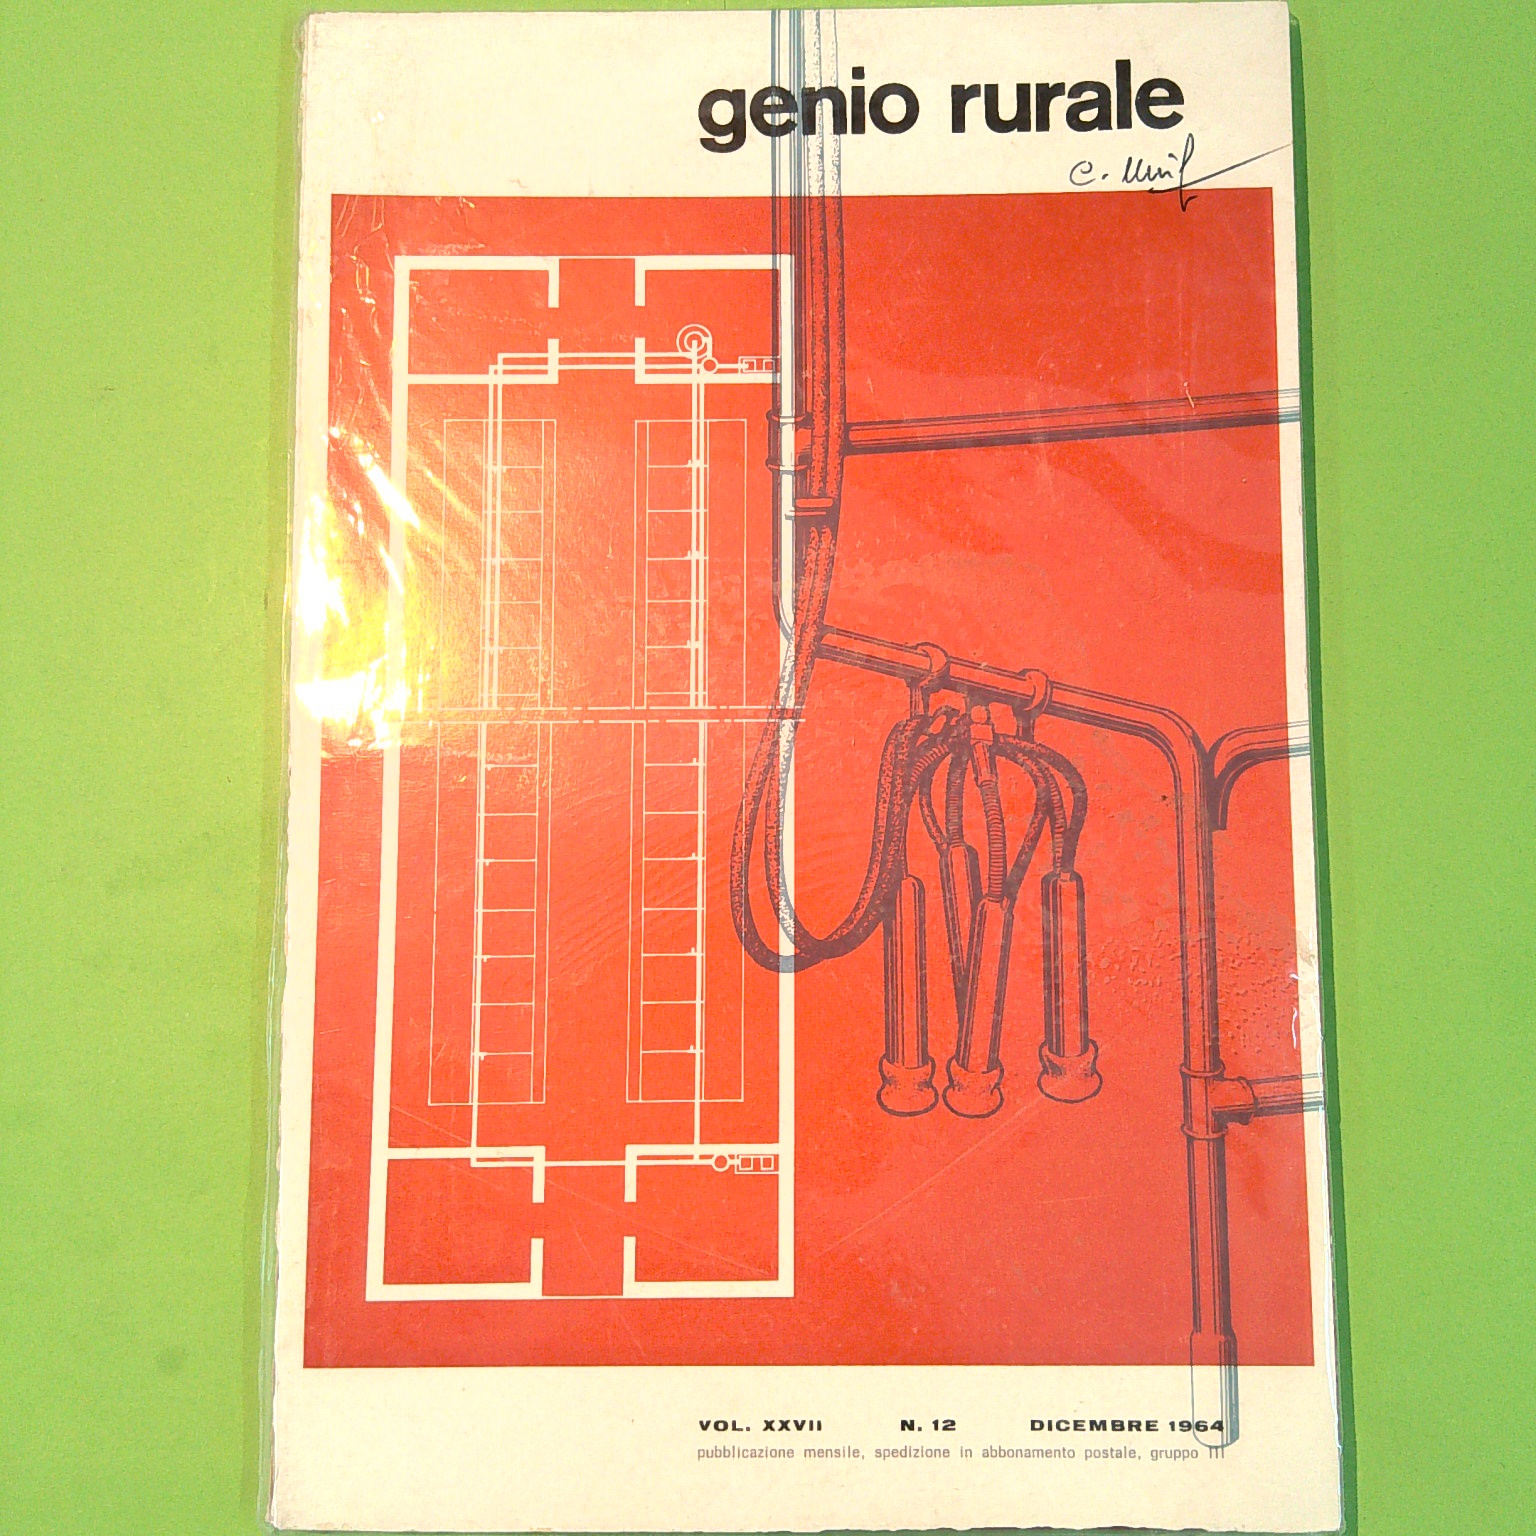 genio rurale
VOL. XXVII N. 12 DICEMBRE 1964
pubblicazione mensile, spedizione in abbonamento postale, gruppo III